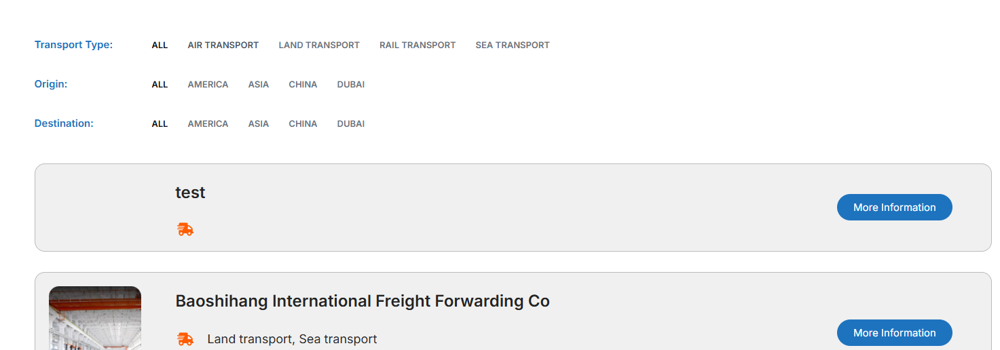 Transport Type: ALL AIR TRANSPORT LAND TRANSPORT RAIL TRANSPORT SEA TRANSPORT
Origin: ALL AMERICA ASIA CHINA DUBAI
Destination: ALL AMERICA ASIA CHINA DUBAI
test
More Information
Baoshihang International Freight Forwarding Co
More Information
Land transport, Sea transport